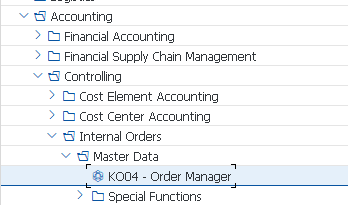 Accounting
Financial Accounting
Financial Supply Chain Management
Controlling
Cost Element Accounting
Cost Center Accounting
Internal Orders
Master Data
KO04 - Order Manager
Special Functions